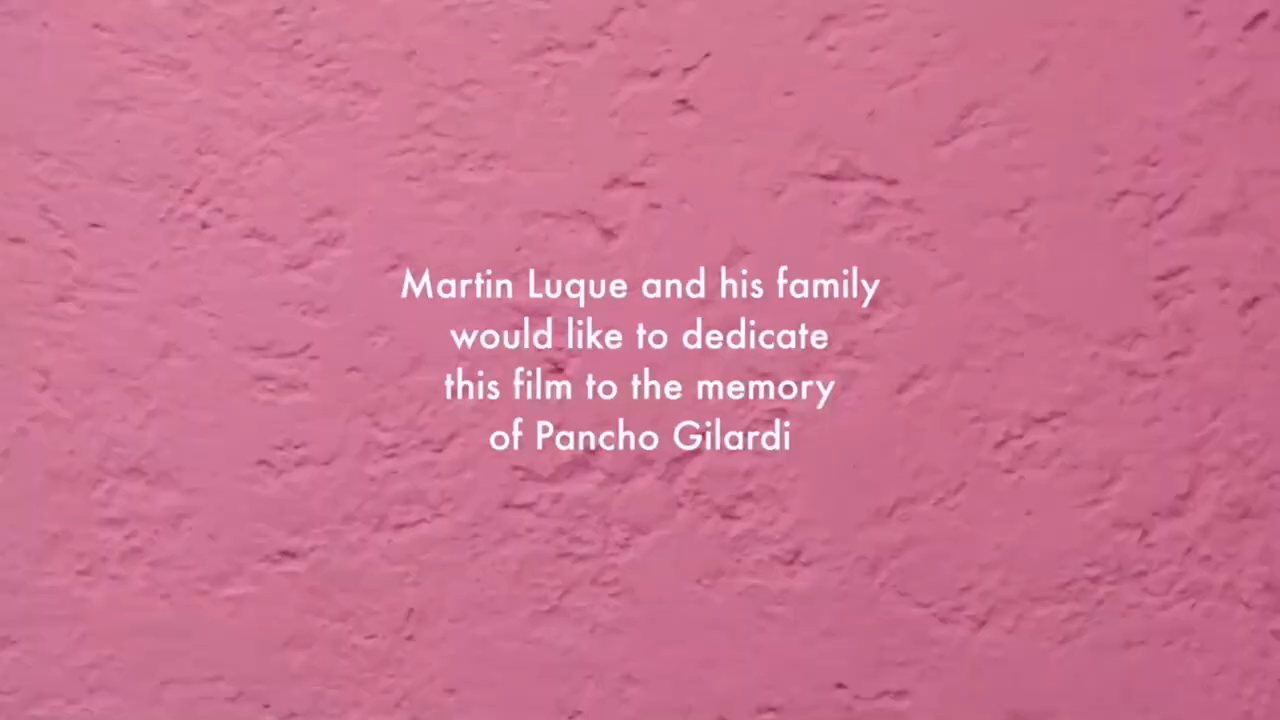 Martin Luque and his family
would like to dedicate
this film to the memory
of Pancho Gilardi